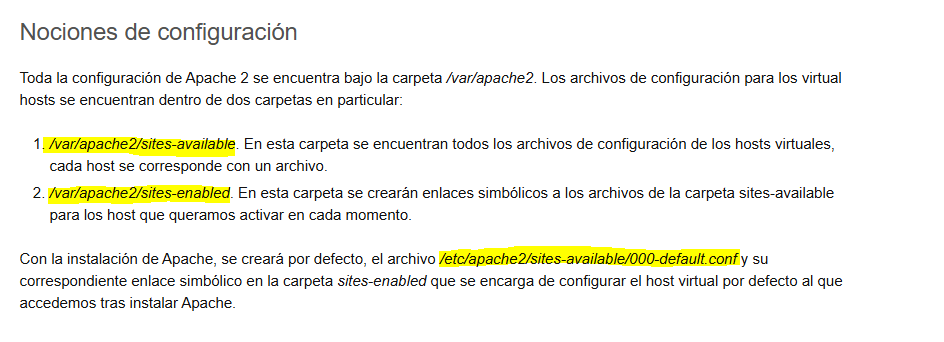 Nociones de configuración
Toda la configuración de Apache 2 se encuentra bajo la carpeta /var/apache2. Los archivos de configuración para los virtual
hosts se encuentran dentro de dos carpetas en particular:
1. /var/apache2/sites-available. En esta carpeta se encuentran todos los archivos de configuración de los hosts virtuales,
cada host se corresponde con un archivo.
2. /var/apache2/sites-enabled. En esta carpeta se crearán enlaces simbólicos a los archivos de la carpeta sites-available
para los host que queramos activar en cada momento.
Con la instalación de Apache, se creará por defecto, el archivo /etc/apache2/sites-available/000-default.conf y su
correspondiente enlace simbólico en la carpeta sites-enabled que se encarga de configurar el host virtual por defecto al que
accedemos tras instalar Apache.